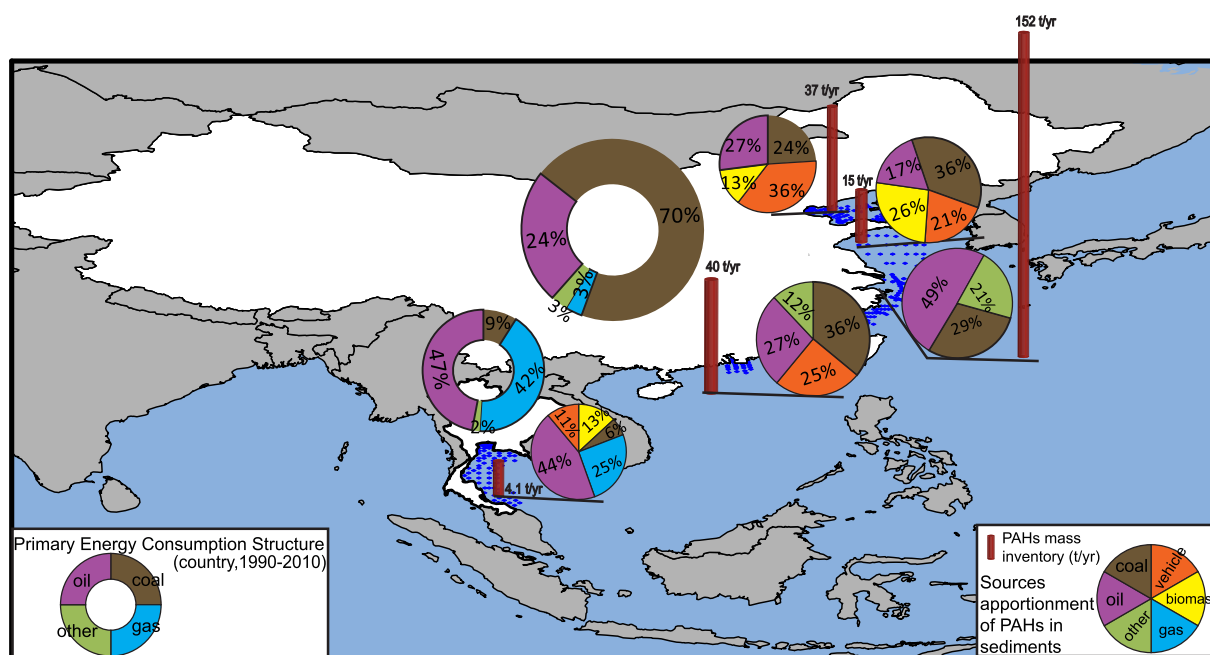 152 t/yr
37 t/yr
27%
24%
13%
36%
15 t/yr
17%
36%
26%
21%
70%
24%
3%
3%
40 t/yr
49%
21%
29%
12%
36%
27%
25%
9%
47%
42%
2%
11%
13%
6%
44%
25%
4.1 t/yr
Primary Energy Consumption Structure
(country,1990-2010)
oil
coal
other
gas
PAHs mass
inventory (t/yr)
Sources
apportionment
of PAHs in
sediments
coal
vehicle
oil
biomas
other
gas